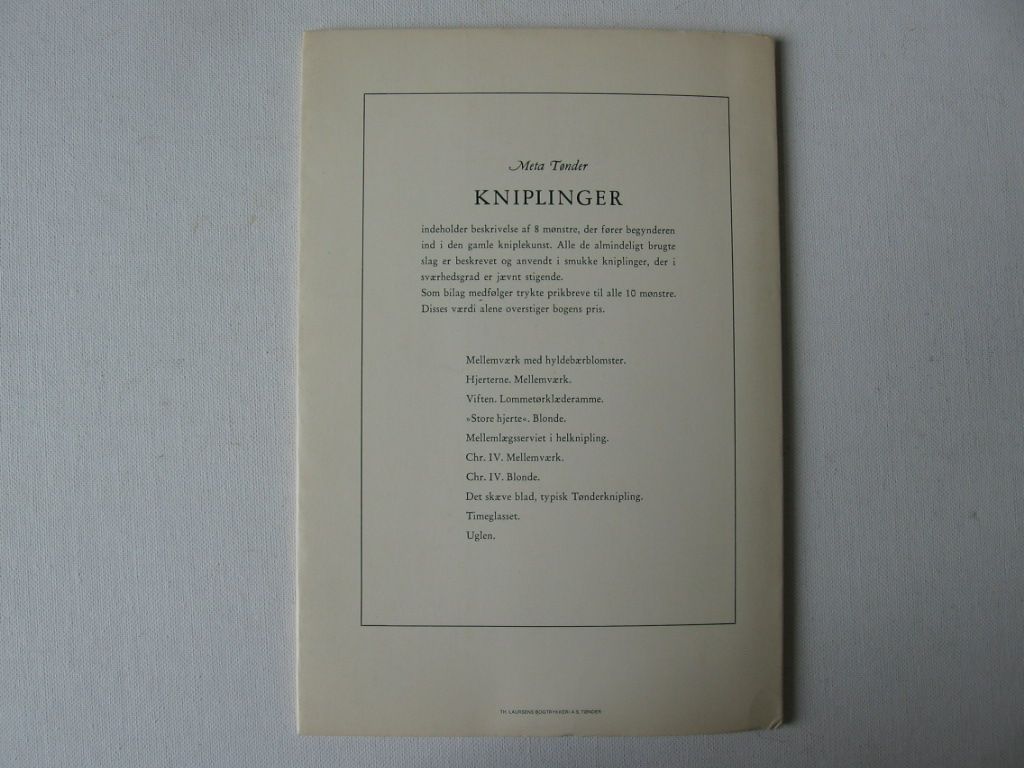 Meta Tønder
KNIPLINGER
indeholder beskrivelse af 8 mønstre, der fører begynderen
ind i den gamle kniplekunst. Alle de almindeligt brugte
slag er beskrevet og anvendt i smukke kniplinger, der i
sværhedsgrad er jævnt stigende.
Som bilag medfølger trykte prikbreve til alle 10 mønstre.
Disses værdi alene overstiger bogens pris.
Mellemværk med hyldebærblomster.
Hjerterne. Mellemværk.
Viften. Lommetørklæderamme.
»Store hjerte«. Blonde.
Mellemlægsserviet i helknipling.
Chr. IV. Mellemværk.
Chr. IV. Blonde.
Det skæve blad, typisk Tønderknipling.
Timeglasset.
Uglen.
TH. LAURSENS BOGTRYKKERI A S, TØNDER